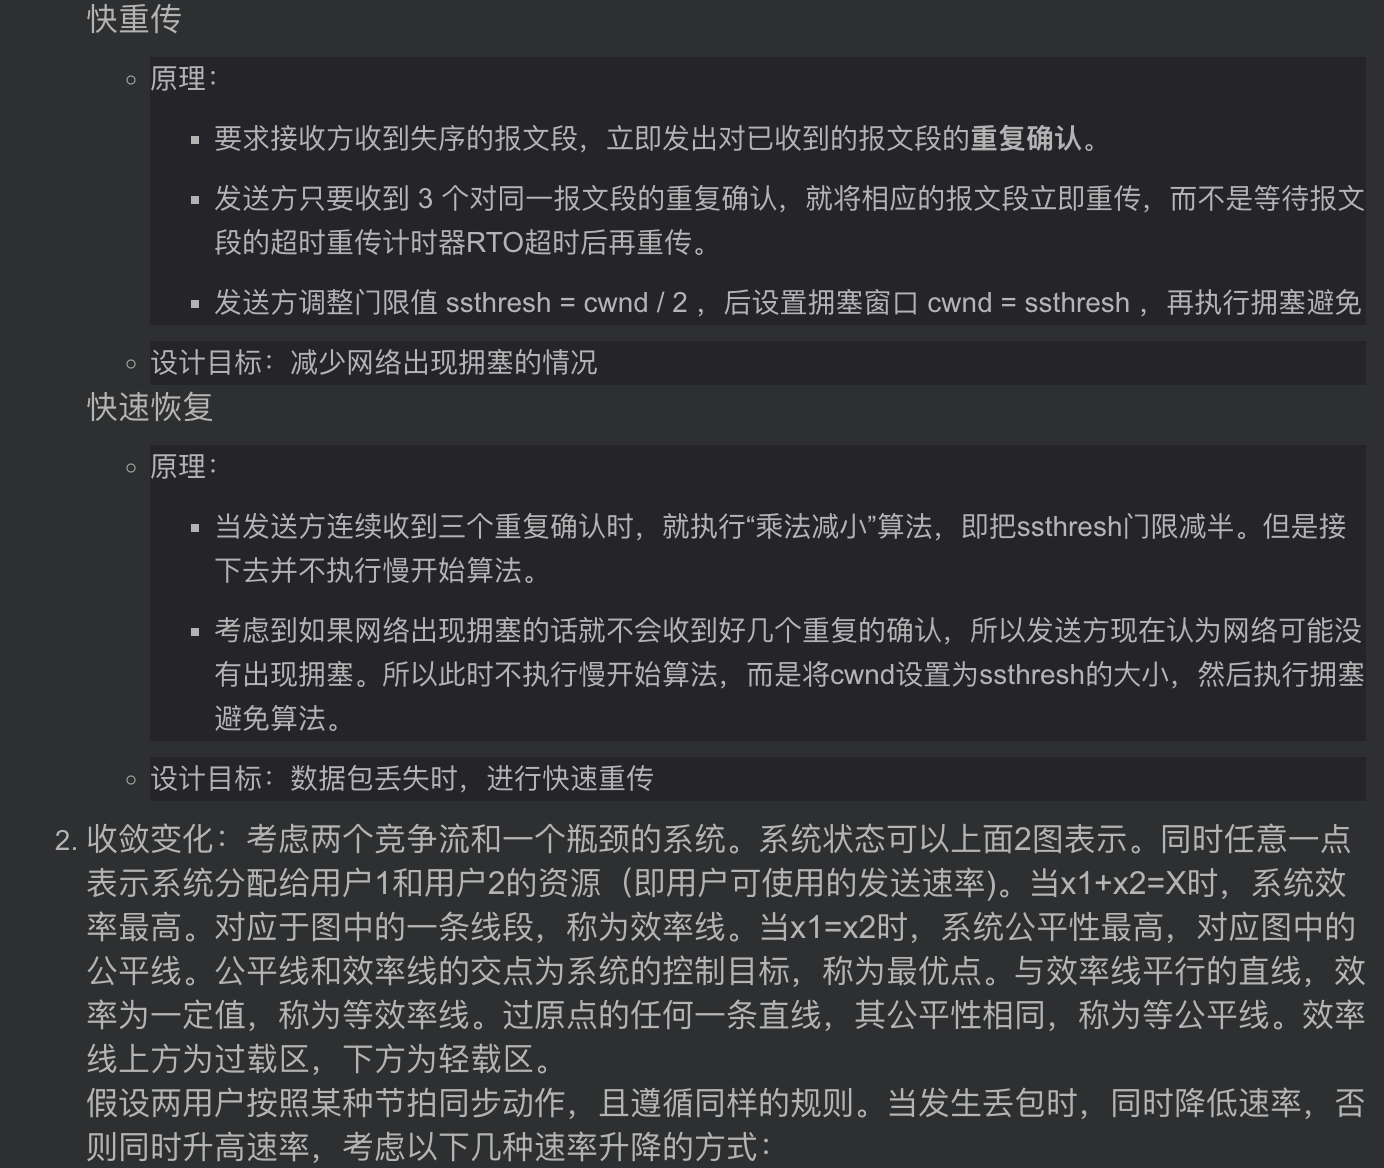 快重传
原理：
要求接收方收到失序的报文段，立即发出对已收到的报文段的重复确认。
发送方只要收到 3 个对同一报文段的重复确认，就将相应的报文段立即重传，而不是等待报文
段的超时重传计时器RTO超时后再重传。
发送方调整门限值 ssthresh = cwnd / 2 ，后设置拥塞窗口 cwnd = ssthresh ，再执行拥塞避免
设计目标：减少网络出现拥塞的情况
快速恢复
原理：
当发送方连续收到三个重复确认时，就执行“乘法减小”算法，即把ssthresh门限减半。但是接
下去并不执行慢开始算法。
考虑到如果网络出现拥塞的话就不会收到好几个重复的确认，所以发送方现在认为网络可能没
有出现拥塞。所以此时不执行慢开始算法，而是将cwnd设置为ssthresh的大小，然后执行拥塞
避免算法。
设计目标：数据包丢失时，进行快速重传
2. 收敛变化：考虑两个竞争流和一个瓶颈的系统。系统状态可以上面2图表示。同时任意一点
表示系统分配给用户1和用户2的资源（即用户可使用的发送速率)。当x1+x2=X时，系统效
率最高。对应于图中的一条线段，称为效率线。当x1=x2时，系统公平性最高，对应图中的
公平线。公平线和效率线的交点为系统的控制目标，称为最优点。与效率线平行的直线，效
率为一定值，称为等效率线。过原点的任何一条直线，其公平性相同，称为等公平线。效率
线上方为过载区，下方为轻载区。
假设两用户按照某种节拍同步动作，且遵循同样的规则。当发生丢包时，同时降低速率，否
则同时升高速率，考虑以下几种速率升降的方式：